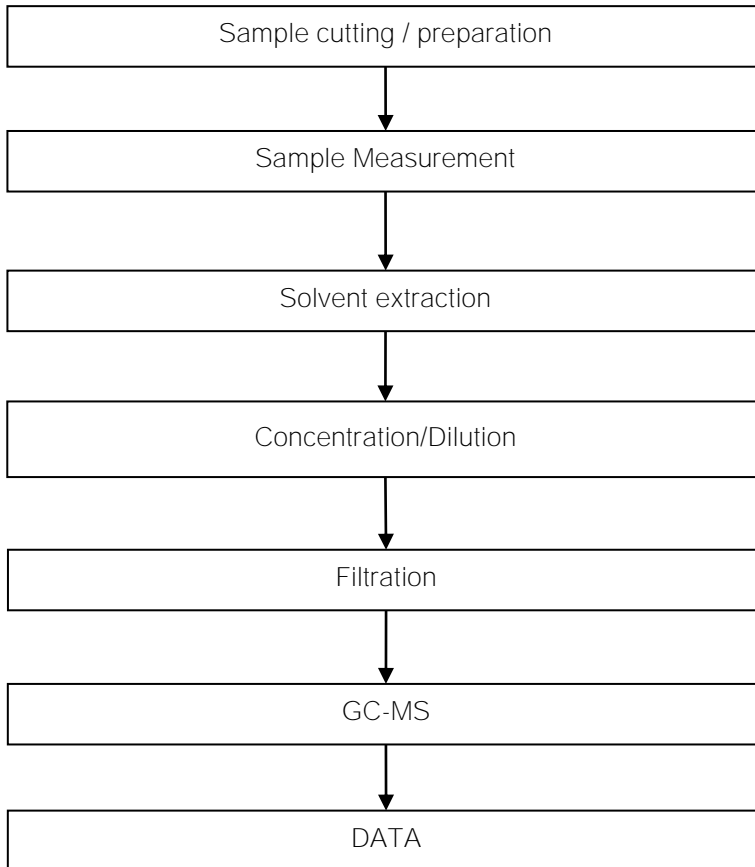 Sample cutting / preparation
Sample Measurement
Solvent extraction
Concentration/Dilution
Filtration
GC-MS
DATA